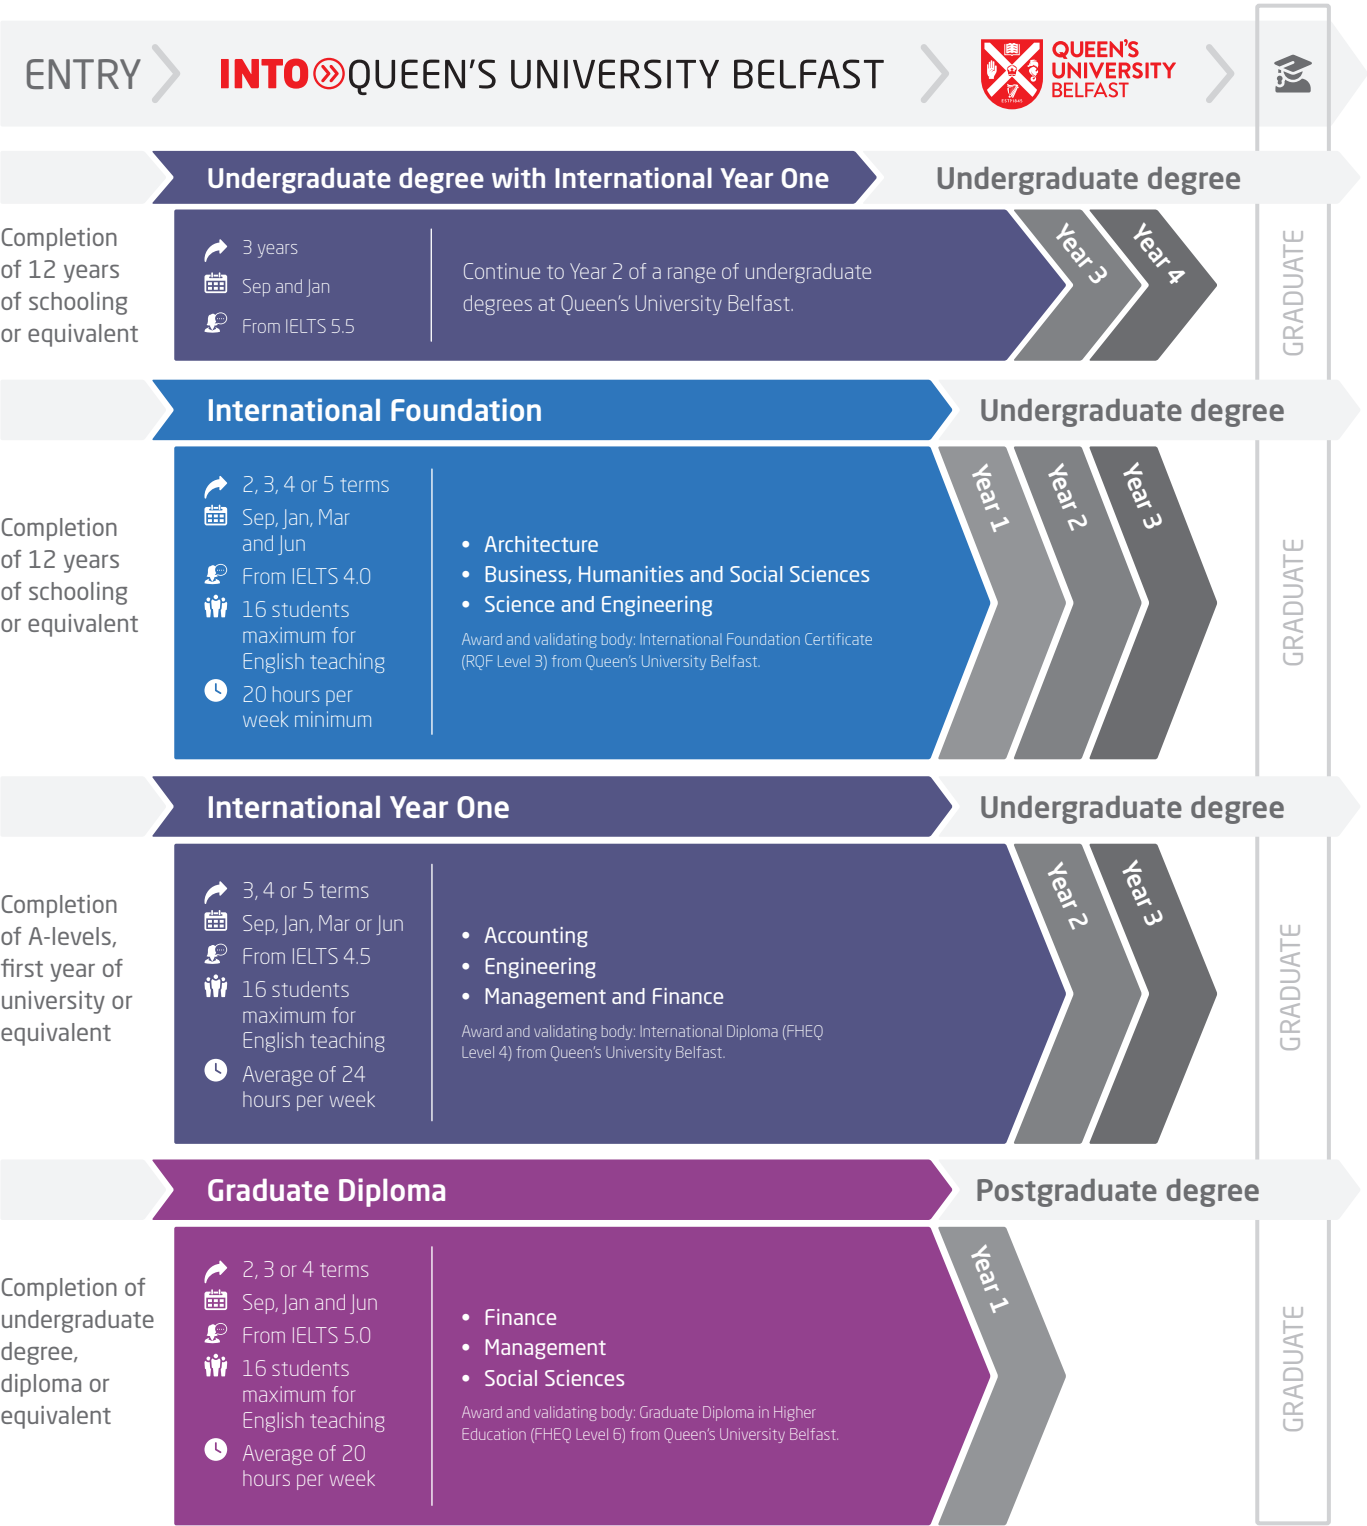 ENTRY
INTO QUEEN'S UNIVERSITY BELFAST
QUEEN'S
UNIVERSITY
BELFAST
ESTD 1845
Undergraduate degree with International Year One
Undergraduate degree
Completion
of 12 years
of schooling
or equivalent
3 years
Sep and Jan
From IELTS 5.5
Continue to Year 2 of a range of undergraduate
degrees at Queen's University Belfast.
Year 3
Year 4
GRADUATE
International Foundation
Undergraduate degree
Completion
of 12 years
of schooling
or equivalent
2, 3, 4 or 5 terms
Sep, Jan, Mar
and Jun
From IELTS 4.0
16 students
maximum for
English teaching
20 hours per
week minimum
• Architecture
• Business, Humanities and Social Sciences
• Science and Engineering
Award and validating body: International Foundation Certificate
(RQF Level 3) from Queen's University Belfast.
Year 1
Year 2
Year 3
GRADUATE
International Year One
Undergraduate degree
Completion
of A-levels,
first year of
university or
equivalent
3, 4 or 5 terms
Sep, Jan, Mar or Jun
From IELTS 4.5
16 students
maximum for
English teaching
Average of 24
hours per week
• Accounting
• Engineering
• Management and Finance
Award and validating body: International Diploma (FHEQ
Level 4) from Queen's University Belfast.
Year 2
Year 3
GRADUATE
Graduate Diploma
Postgraduate degree
Completion of
undergraduate
degree,
diploma or
equivalent
2, 3 or 4 terms
Sep, Jan and Jun
From IELTS 5.0
16 students
maximum for
English teaching
Average of 20
hours per week
• Finance
• Management
• Social Sciences
Award and validating body: Graduate Diploma in Higher
Education (FHEQ Level 6) from Queen's University Belfast.
Year 1
GRADUATE